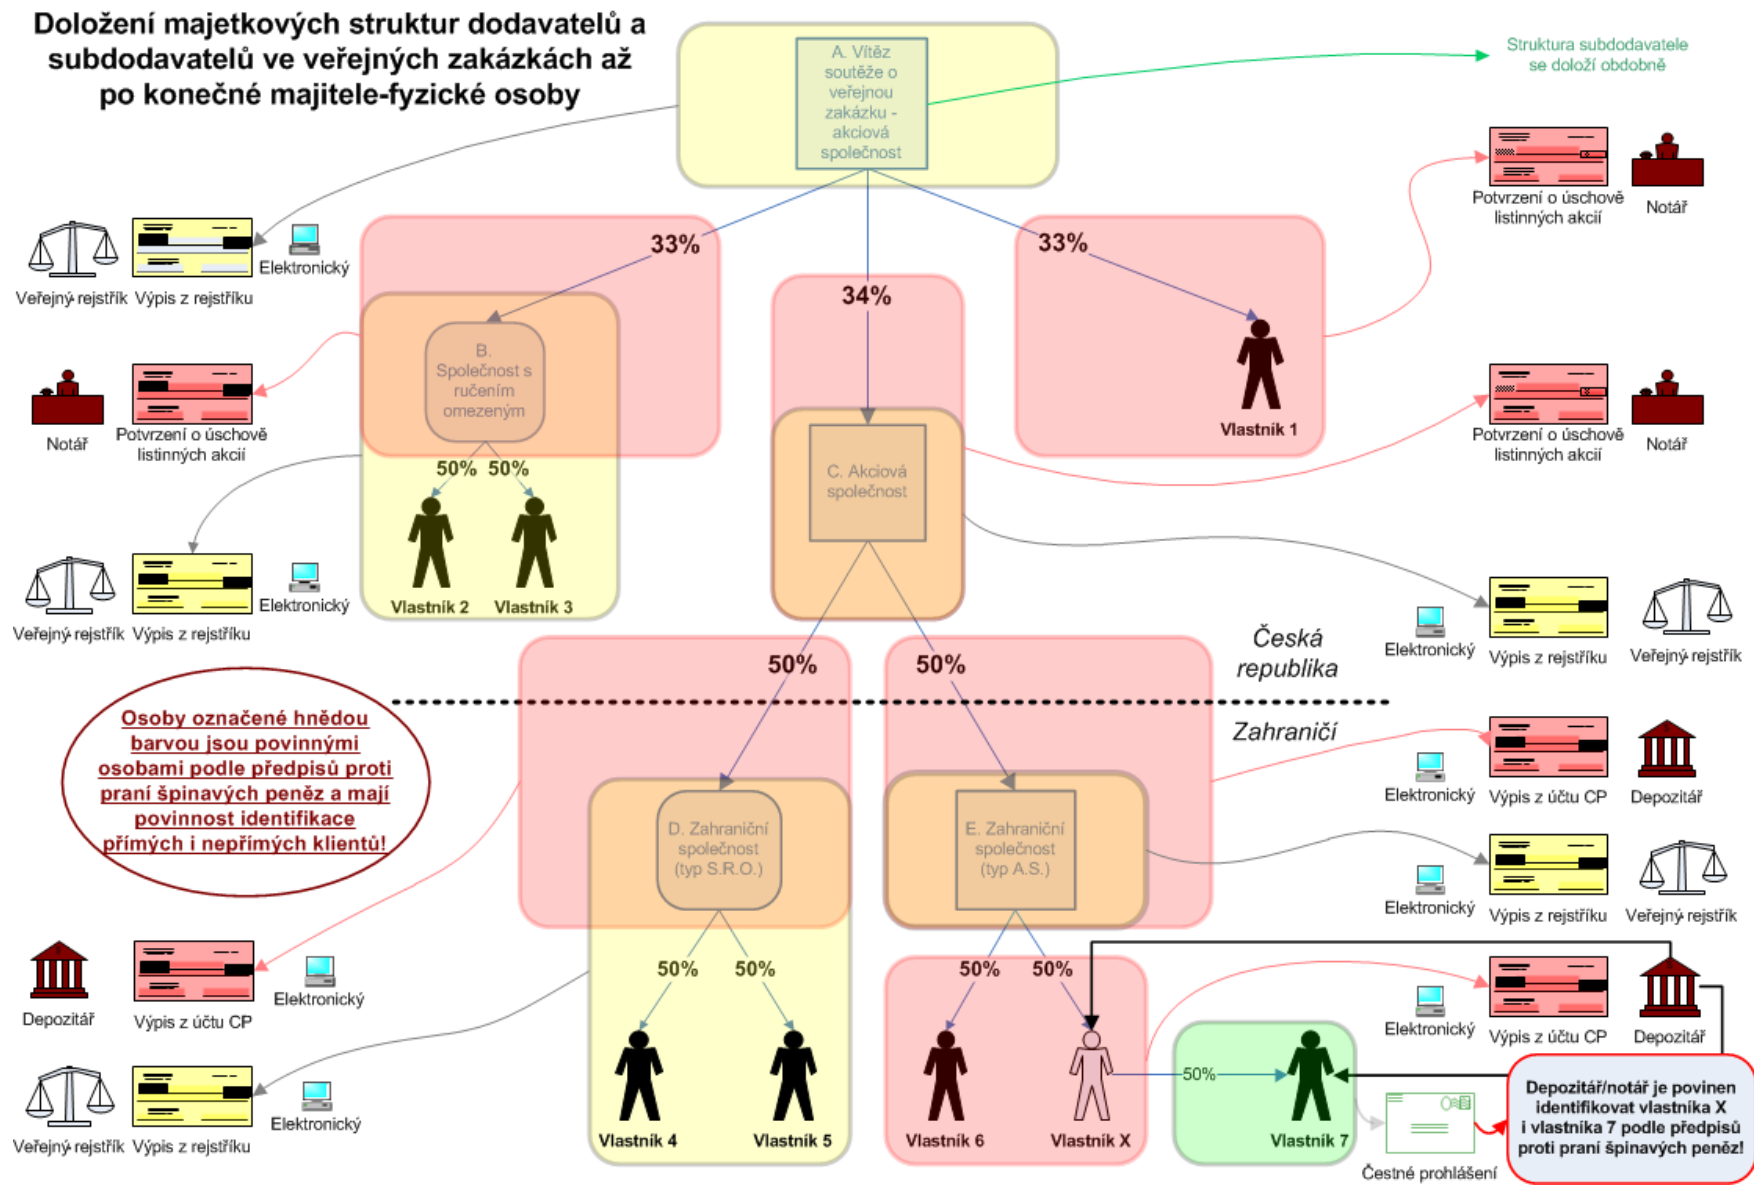 Doložení majetkových struktur dodavatelů a
subdodavatelů ve veřejných zakázkách až
po konečné majitele-fyzické osoby
A. Vítěz
soutěže o
veřejnou
zakázku -
akciová
společnost
Struktura subdodavatele
se doloží obdobně
Potvrzení o úschově
listinných akcií
Notář
Veřejný rejstřík
Výpis z rejstříku
Elektronický
33%
34%
33%
B.
Společnost s
ručením
omezeným
Vlastník 1
Notář
Potvrzení o úschově
listinných akcií
Potvrzení o úschově
listinných akcií
Notář
50%
50%
C. Akciová
společnost
Vlastník 2
Vlastník 3
Veřejný rejstřík
Výpis z rejstříku
Elektronický
Elektronický
Výpis z rejstříku
Veřejný rejstřík
50%
50%
Česká
republika
Zahraničí
Osoby označené hnědou
barvou jsou povinnými
osobami podle předpisů proti
praní špinavých peněz a mají
povinnost identifikace
přímých i nepřímých klientů!
Elektronický
Výpis z účtu CP
Depozitář
D. Zahraniční
společnost
(typ S.R.O.)
E. Zahraniční
společnost
(typ A.S.)
Elektronický
Výpis z rejstříku
Veřejný rejstřík
50%
50%
50%
50%
Depozitář
Výpis z účtu CP
Elektronický
Elektronický
Výpis z účtu CP
Depozitář
50%
Vlastník 4
Vlastník 5
Vlastník 6
Vlastník X
Vlastník 7
Veřejný rejstřík
Výpis z rejstříku
Elektronický
Čestné prohlášení
Depozitář/notář je povinen
identifikovat vlastníka X
i vlastníka 7 podle předpisů
proti praní špinavých peněz!